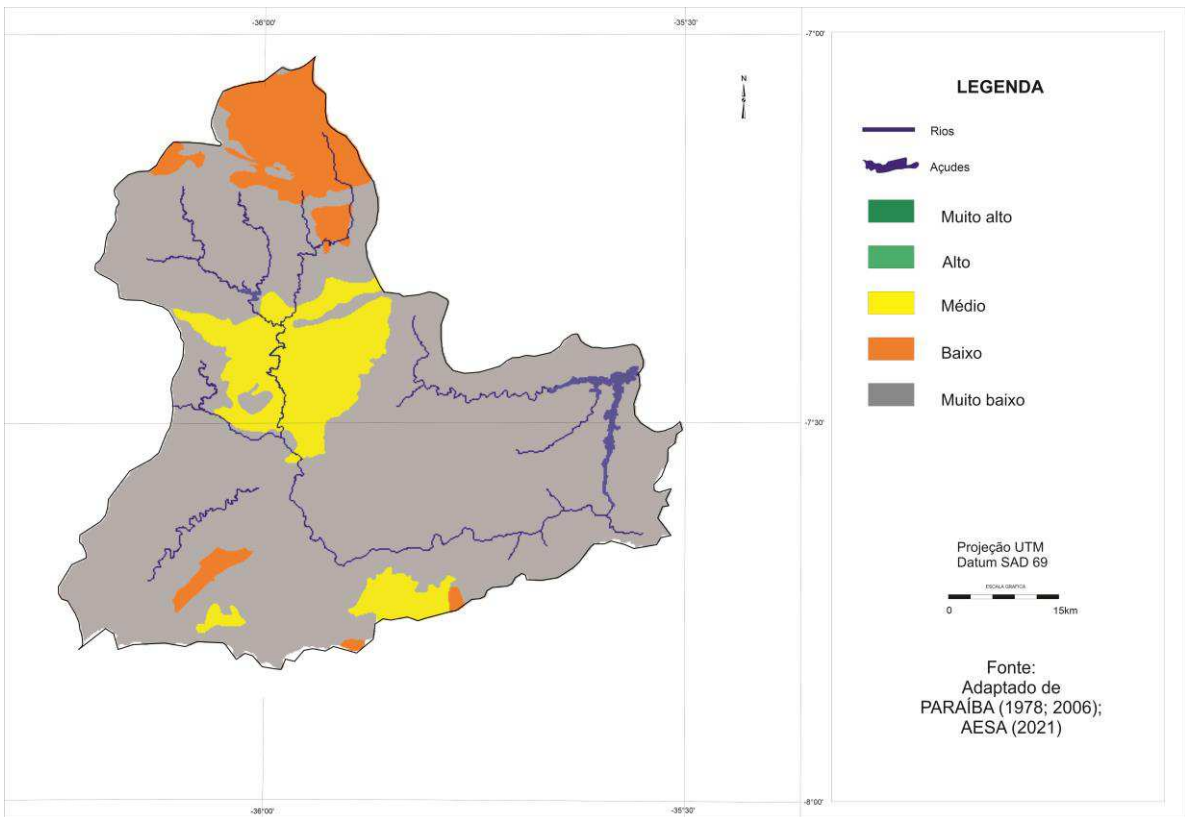 -36°00'
-35°30'
-7°00'
N
LEGENDA
Rios
Açudes
Muito alto
Alto
Médio
Baixo
Muito baixo
-7°30'
Projeção UTM
Datum SAD 69
ESCALA GRÁFICA
0 15km
Fonte:
Adaptado de
PARAÍBA (1978; 2006);
AESA (2021)
-8°00'
-36°00'
-35°30'